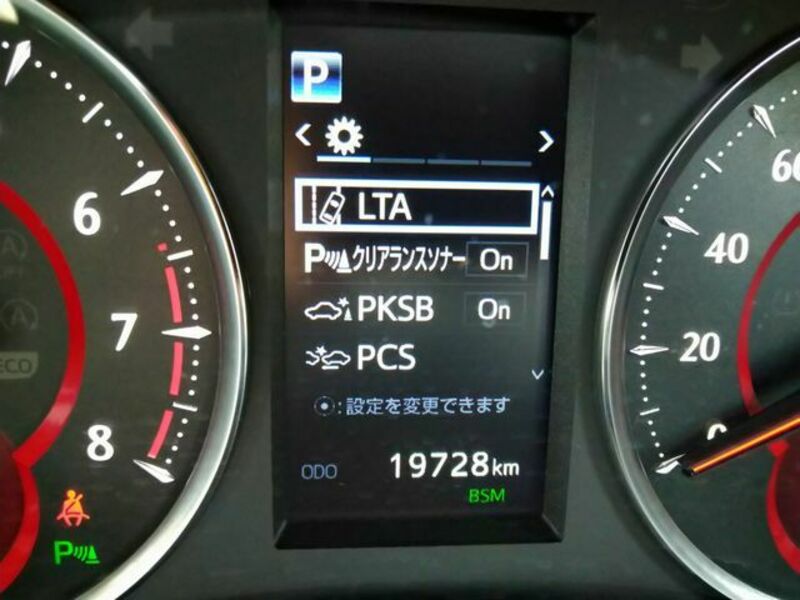 P
LTA
P クリアランスソナー On
PKSB On
PCS
:設定を変更できます
ODO 19728km
BSM
6
7
8
ECO
P
60
40
20
0